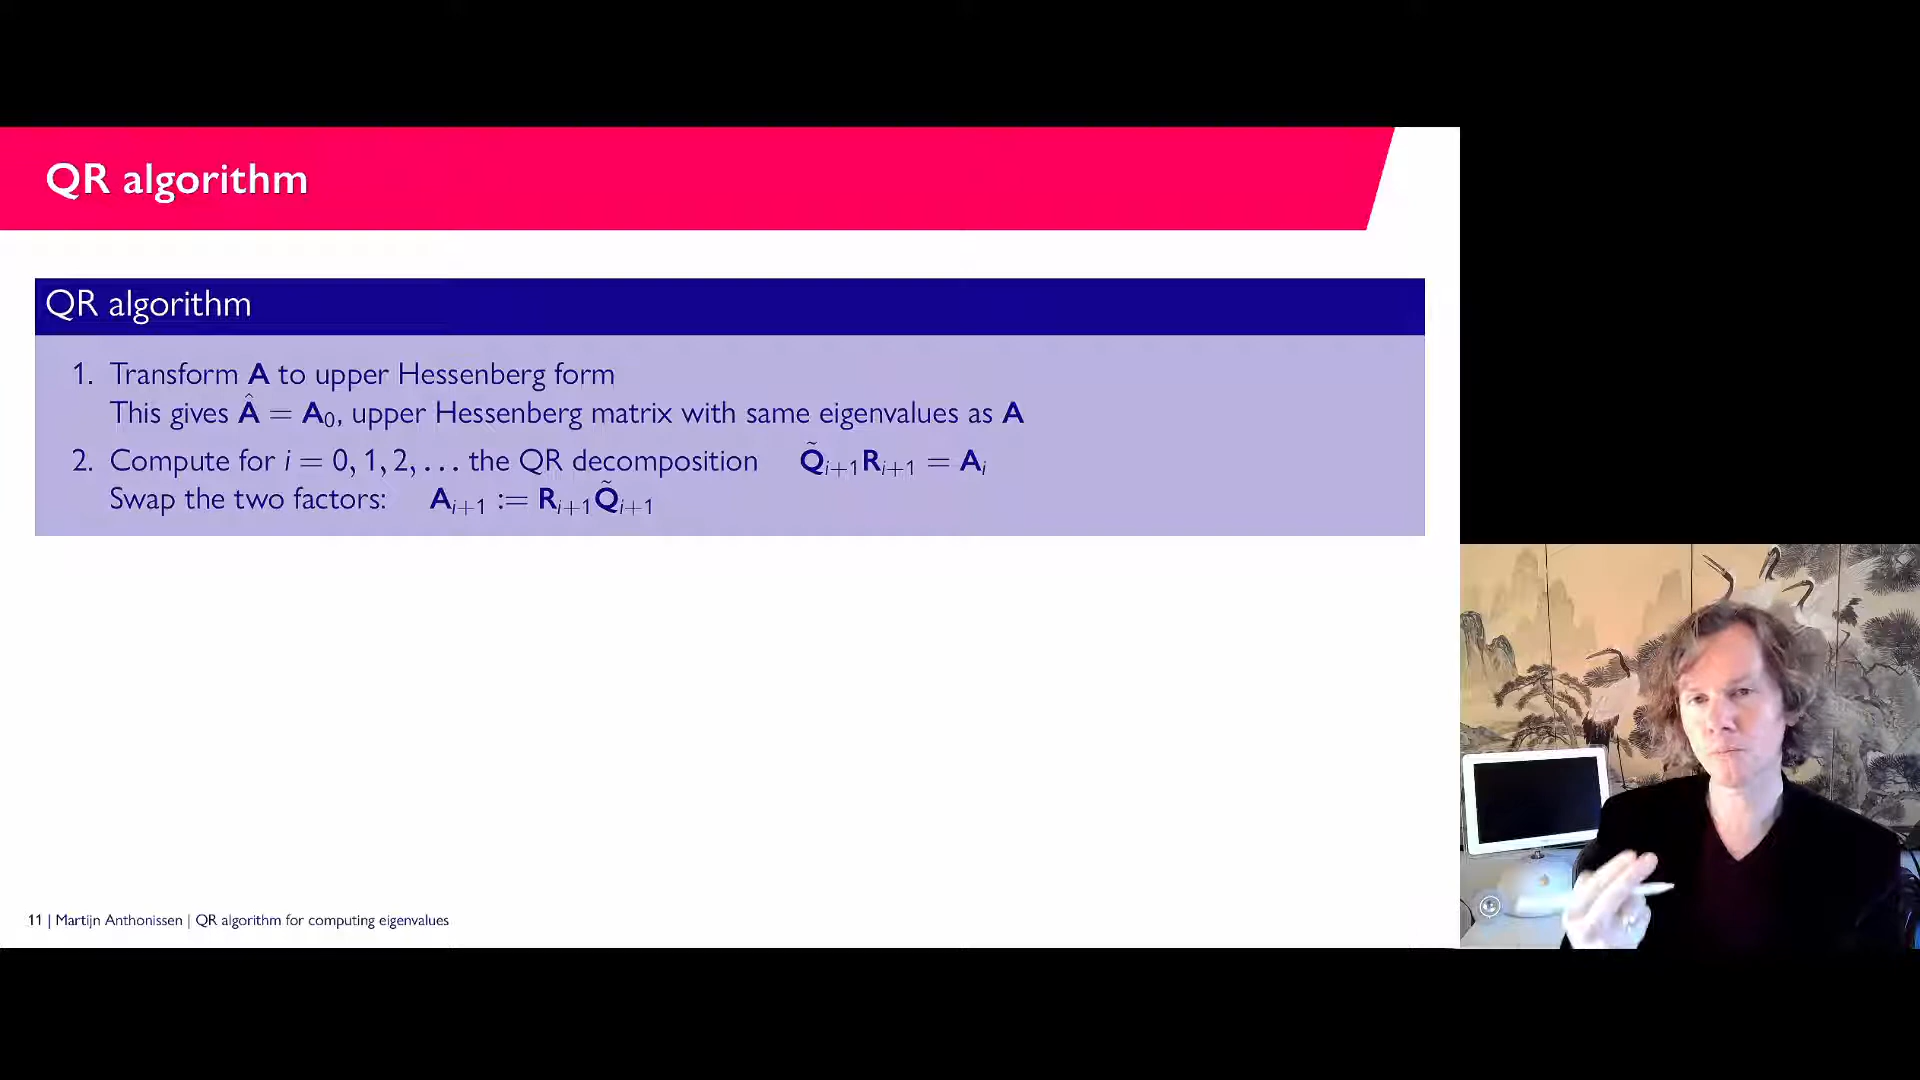 QR algorithm
QR algorithm
1. Transform A to upper Hessenberg form
This gives Â = A₀, upper Hessenberg matrix with same eigenvalues as A
2. Compute for i = 0, 1, 2, … the QR decomposition Q̃ᵢ₊₁Rᵢ₊₁ = Aᵢ
Swap the two factors: Aᵢ₊₁ := Rᵢ₊₁Q̃ᵢ₊₁
11 | Martijn Anthonissen | QR algorithm for computing eigenvalues